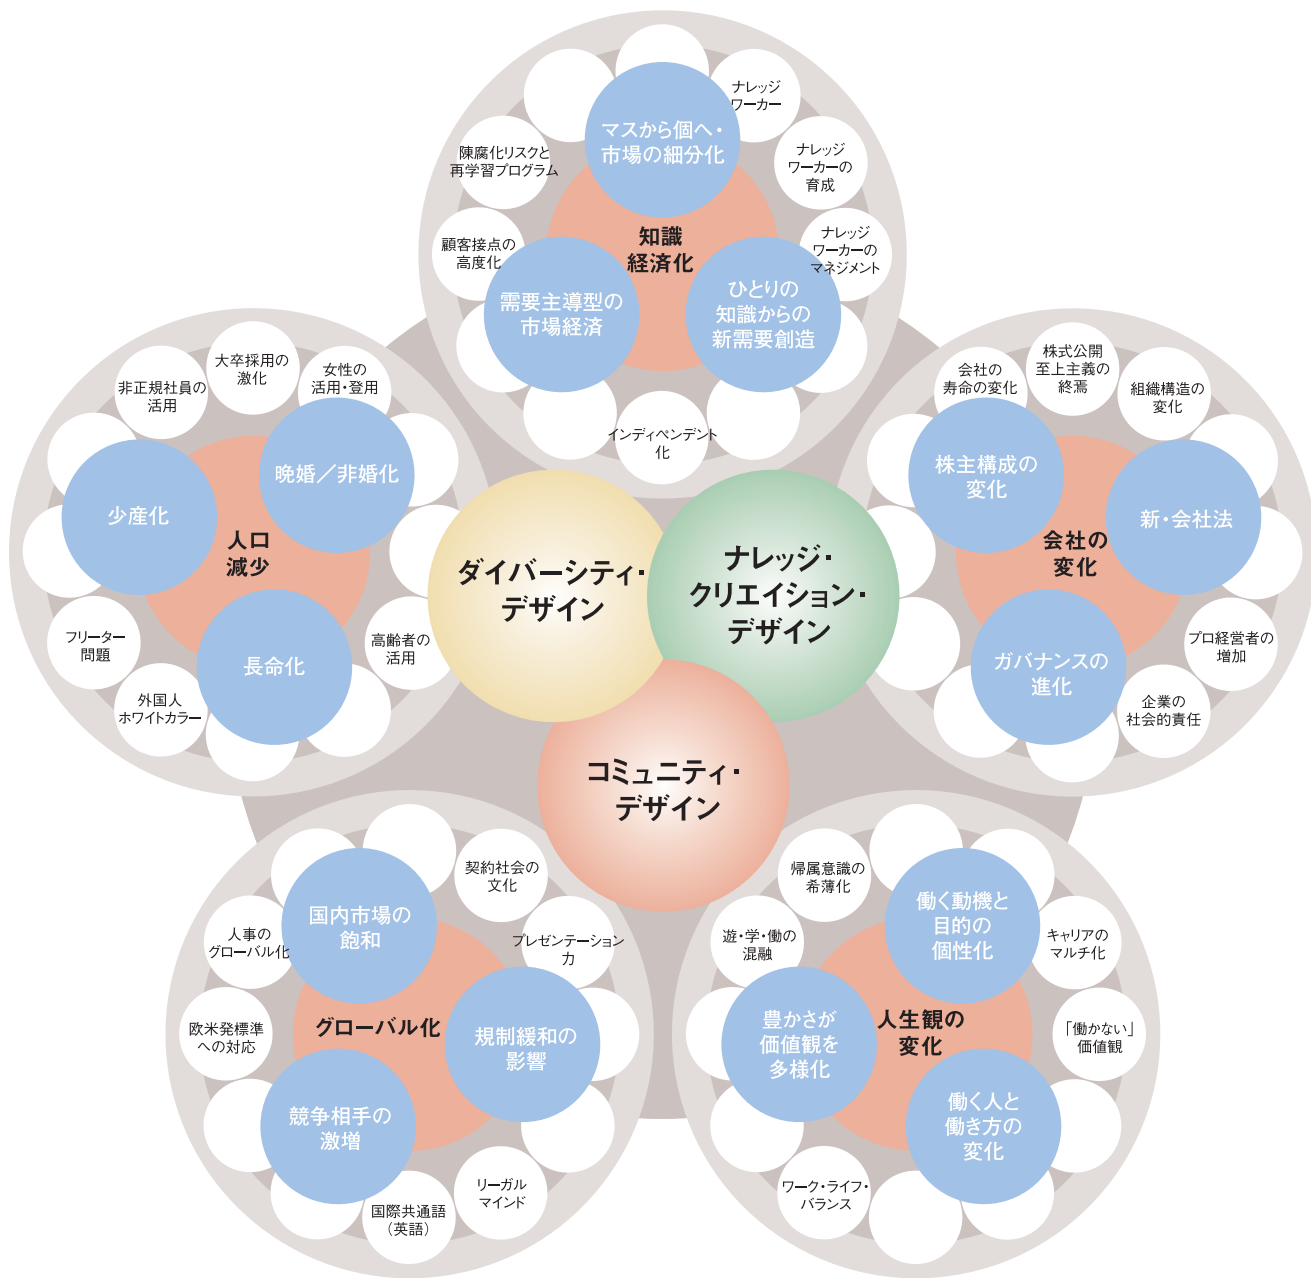 ナレッジ
ワーカー
マスから個へ・
市場の細分化
陳腐化リスクと
再学習プログラム
ナレッジ
ワーカーの
育成
顧客接点の
高度化
知識
経済化
ナレッジ
ワーカーの
マネジメント
需要主導型の
市場経済
ひとりの
知識からの
新需要創造
インディペンデント
化
大卒採用の
激化
女性の
活用・登用
非正規社員の
活用
晩婚／非婚化
少産化
人口
減少
フリーター
問題
長命化
高齢者の
活用
外国人
ホワイトカラー
会社の
寿命の変化
株式公開
至上主義の
終焉
組織構造の
変化
株主構成の
変化
新・会社法
会社の
変化
ガバナンスの
進化
プロ経営者の
増加
企業の
社会的責任
ダイバーシティ・
デザイン
ナレッジ・
クリエイション・
デザイン
コミュニティ・
デザイン
契約社会の
文化
国内市場の
飽和
人事の
グローバル化
プレゼンテーション
力
欧米発標準
への対応
グローバル化
規制緩和の
影響
競争相手の
激増
国際共通語
（英語）
リーガル
マインド
帰属意識の
希薄化
働く動機と
目的の
個性化
遊・学・働の
混融
キャリアの
マルチ化
豊かさが
価値観を
多様化
人生観の
変化
「働かない」
価値観
働く人と
働き方の
変化
ワーク・ライフ・
バランス